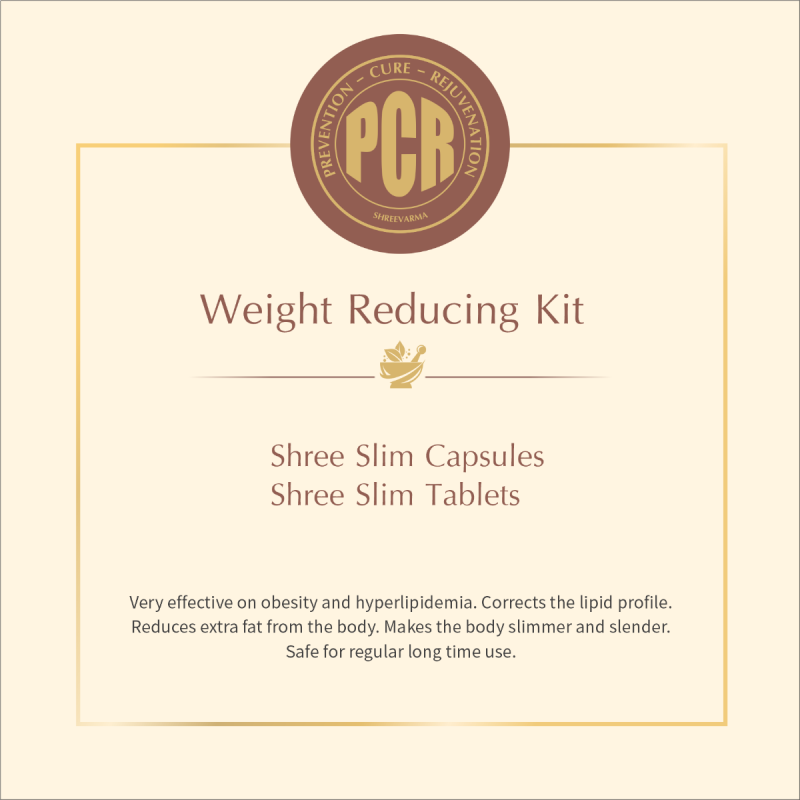 PREVENTION – CURE – REJUVENATION
PCR
SHREEVARMA
Weight Reducing Kit
Shree Slim Capsules
Shree Slim Tablets
Very effective on obesity and hyperlipidemia. Corrects the lipid profile.
Reduces extra fat from the body. Makes the body slimmer and slender.
Safe for regular long time use.